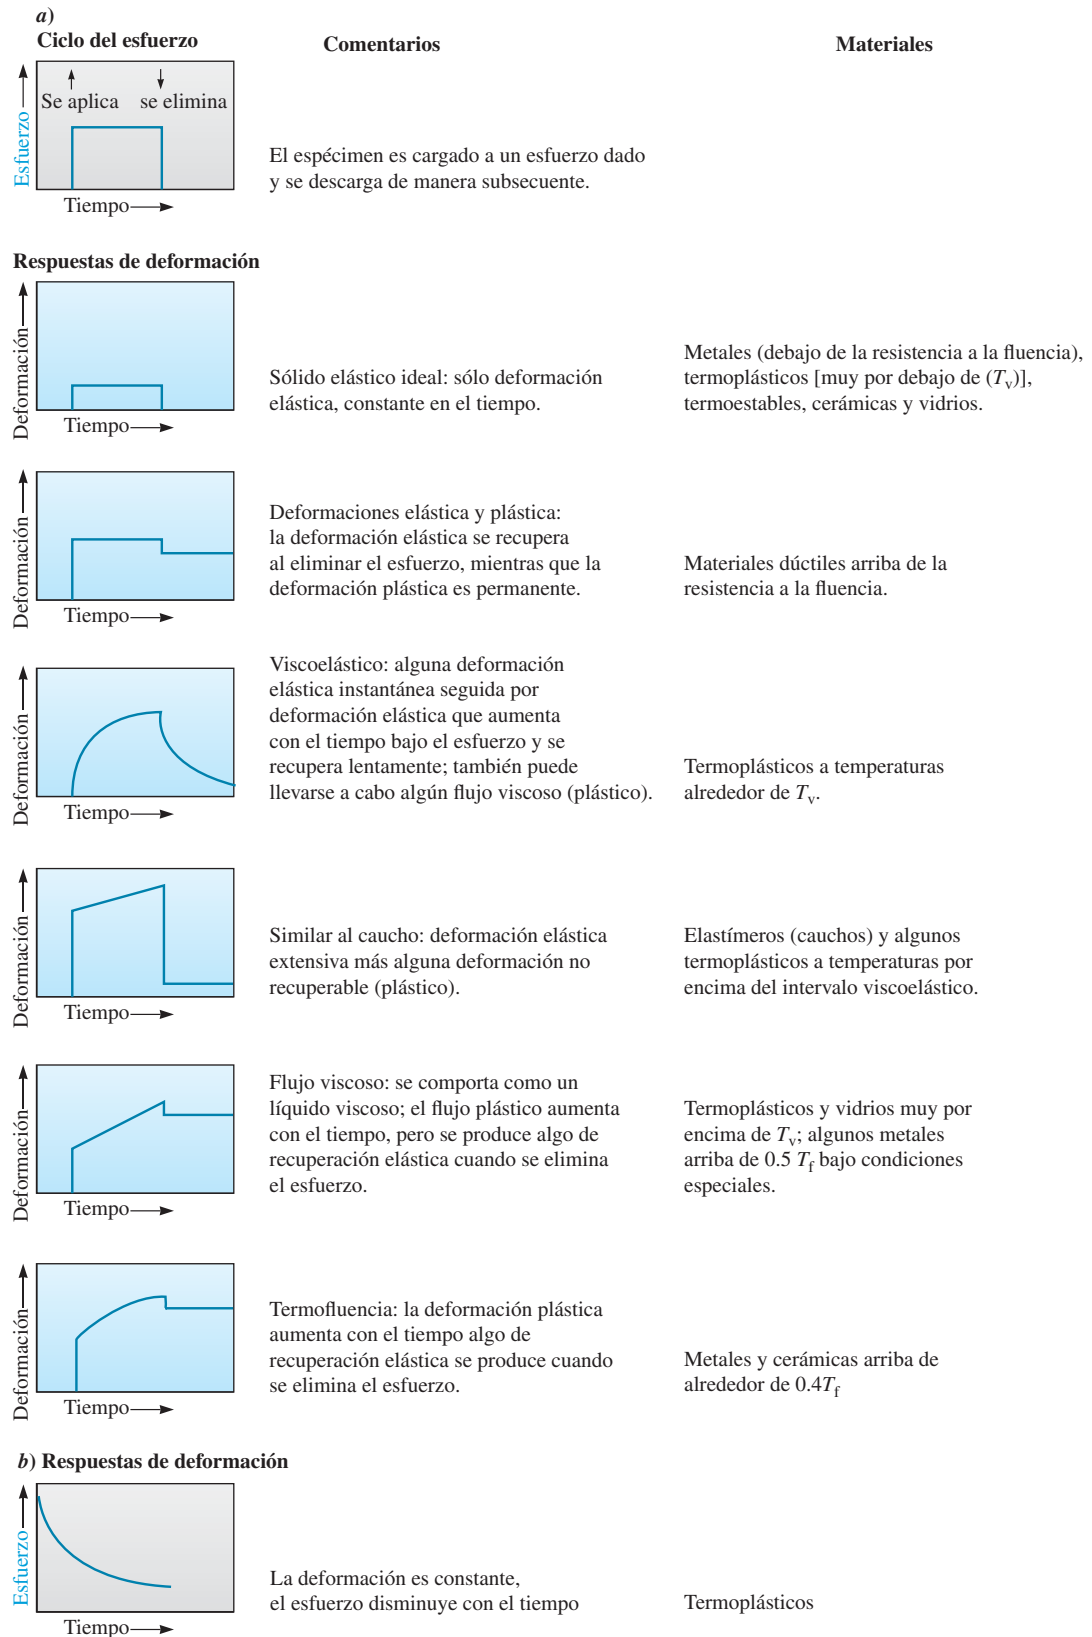 a)
Ciclo del esfuerzo
Comentarios
Materiales
Esfuerzo
Se aplica
se elimina
Tiempo
El espécimen es cargado a un esfuerzo dado
y se descarga de manera subsecuente.
Respuestas de deformación
Deformación
Tiempo
Sólido elástico ideal: sólo deformación
elástica, constante en el tiempo.
Metales (debajo de la resistencia a la fluencia),
termoplásticos [muy por debajo de (Tv)],
termoestables, cerámicas y vidrios.
Deformación
Tiempo
Deformaciones elástica y plástica:
la deformación elástica se recupera
al eliminar el esfuerzo, mientras que la
deformación plástica es permanente.
Materiales dúctiles arriba de la
resistencia a la fluencia.
Deformación
Tiempo
Viscoelástico: alguna deformación
elástica instantánea seguida por
deformación elástica que aumenta
con el tiempo bajo el esfuerzo y se
recupera lentamente; también puede
llevarse a cabo algún flujo viscoso (plástico).
Termoplásticos a temperaturas
alrededor de Tv.
Deformación
Tiempo
Similar al caucho: deformación elástica
extensiva más alguna deformación no
recuperable (plástico).
Elastímeros (cauchos) y algunos
termoplásticos a temperaturas por
encima del intervalo viscoelástico.
Deformación
Tiempo
Flujo viscoso: se comporta como un
líquido viscoso; el flujo plástico aumenta
con el tiempo, pero se produce algo de
recuperación elástica cuando se elimina
el esfuerzo.
Termoplásticos y vidrios muy por
encima de Tv; algunos metales
arriba de 0.5 Tf bajo condiciones
especiales.
Deformación
Tiempo
Termofluencia: la deformación plástica
aumenta con el tiempo algo de
recuperación elástica se produce cuando
se elimina el esfuerzo.
Metales y cerámicas arriba de
alrededor de 0.4Tf
b) Respuestas de deformación
Esfuerzo
Tiempo
La deformación es constante,
el esfuerzo disminuye con el tiempo
Termoplásticos